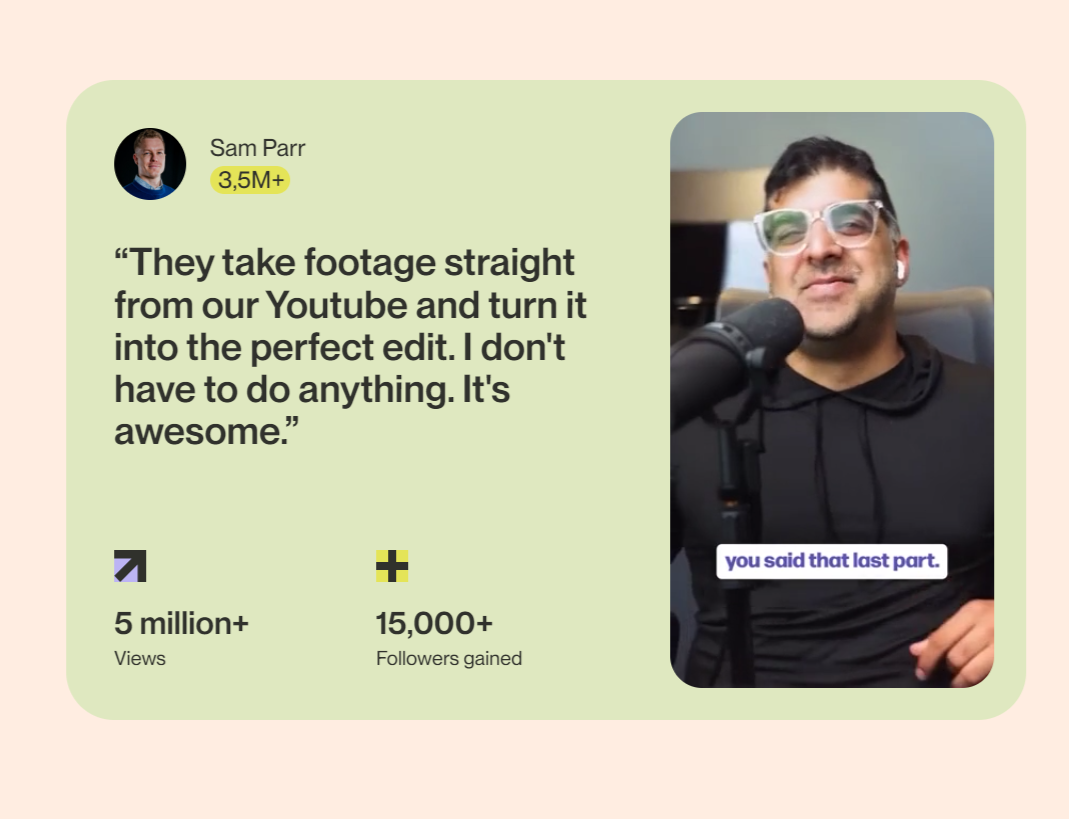 Sam Parr
3,5M+
“They take footage straight
from our Youtube and turn it
into the perfect edit. I don't
have to do anything. It's
awesome.”
5 million+
Views
15,000+
Followers gained
you said that last part.